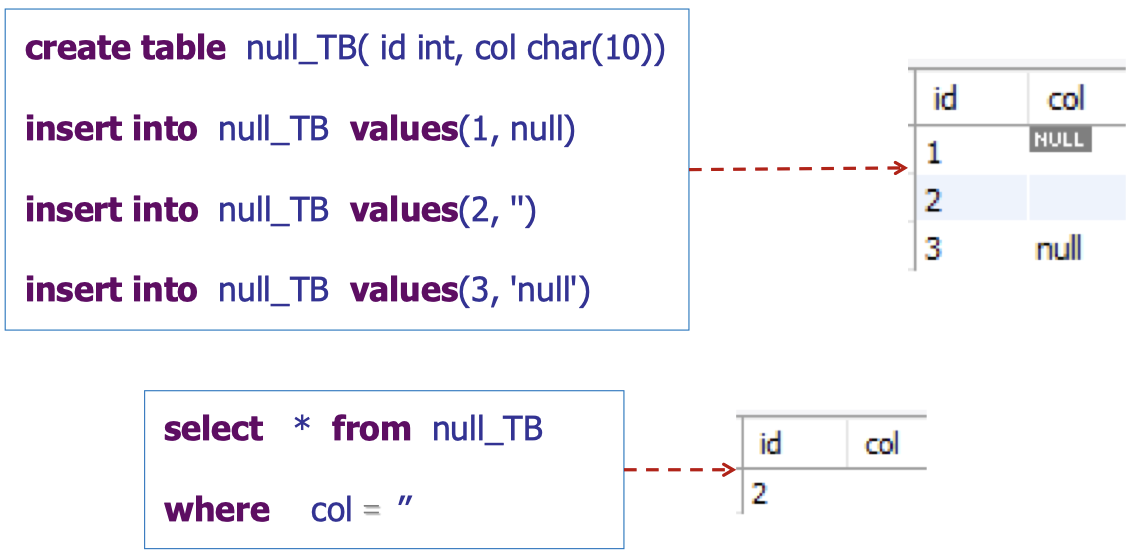 create table null_TB( id int, col char(10))
insert into null_TB values(1, null)
insert into null_TB values(2, '')
insert into null_TB values(3, 'null')
id col
1 NULL
2
3 null
select * from null_TB
where col = ″
id col
2